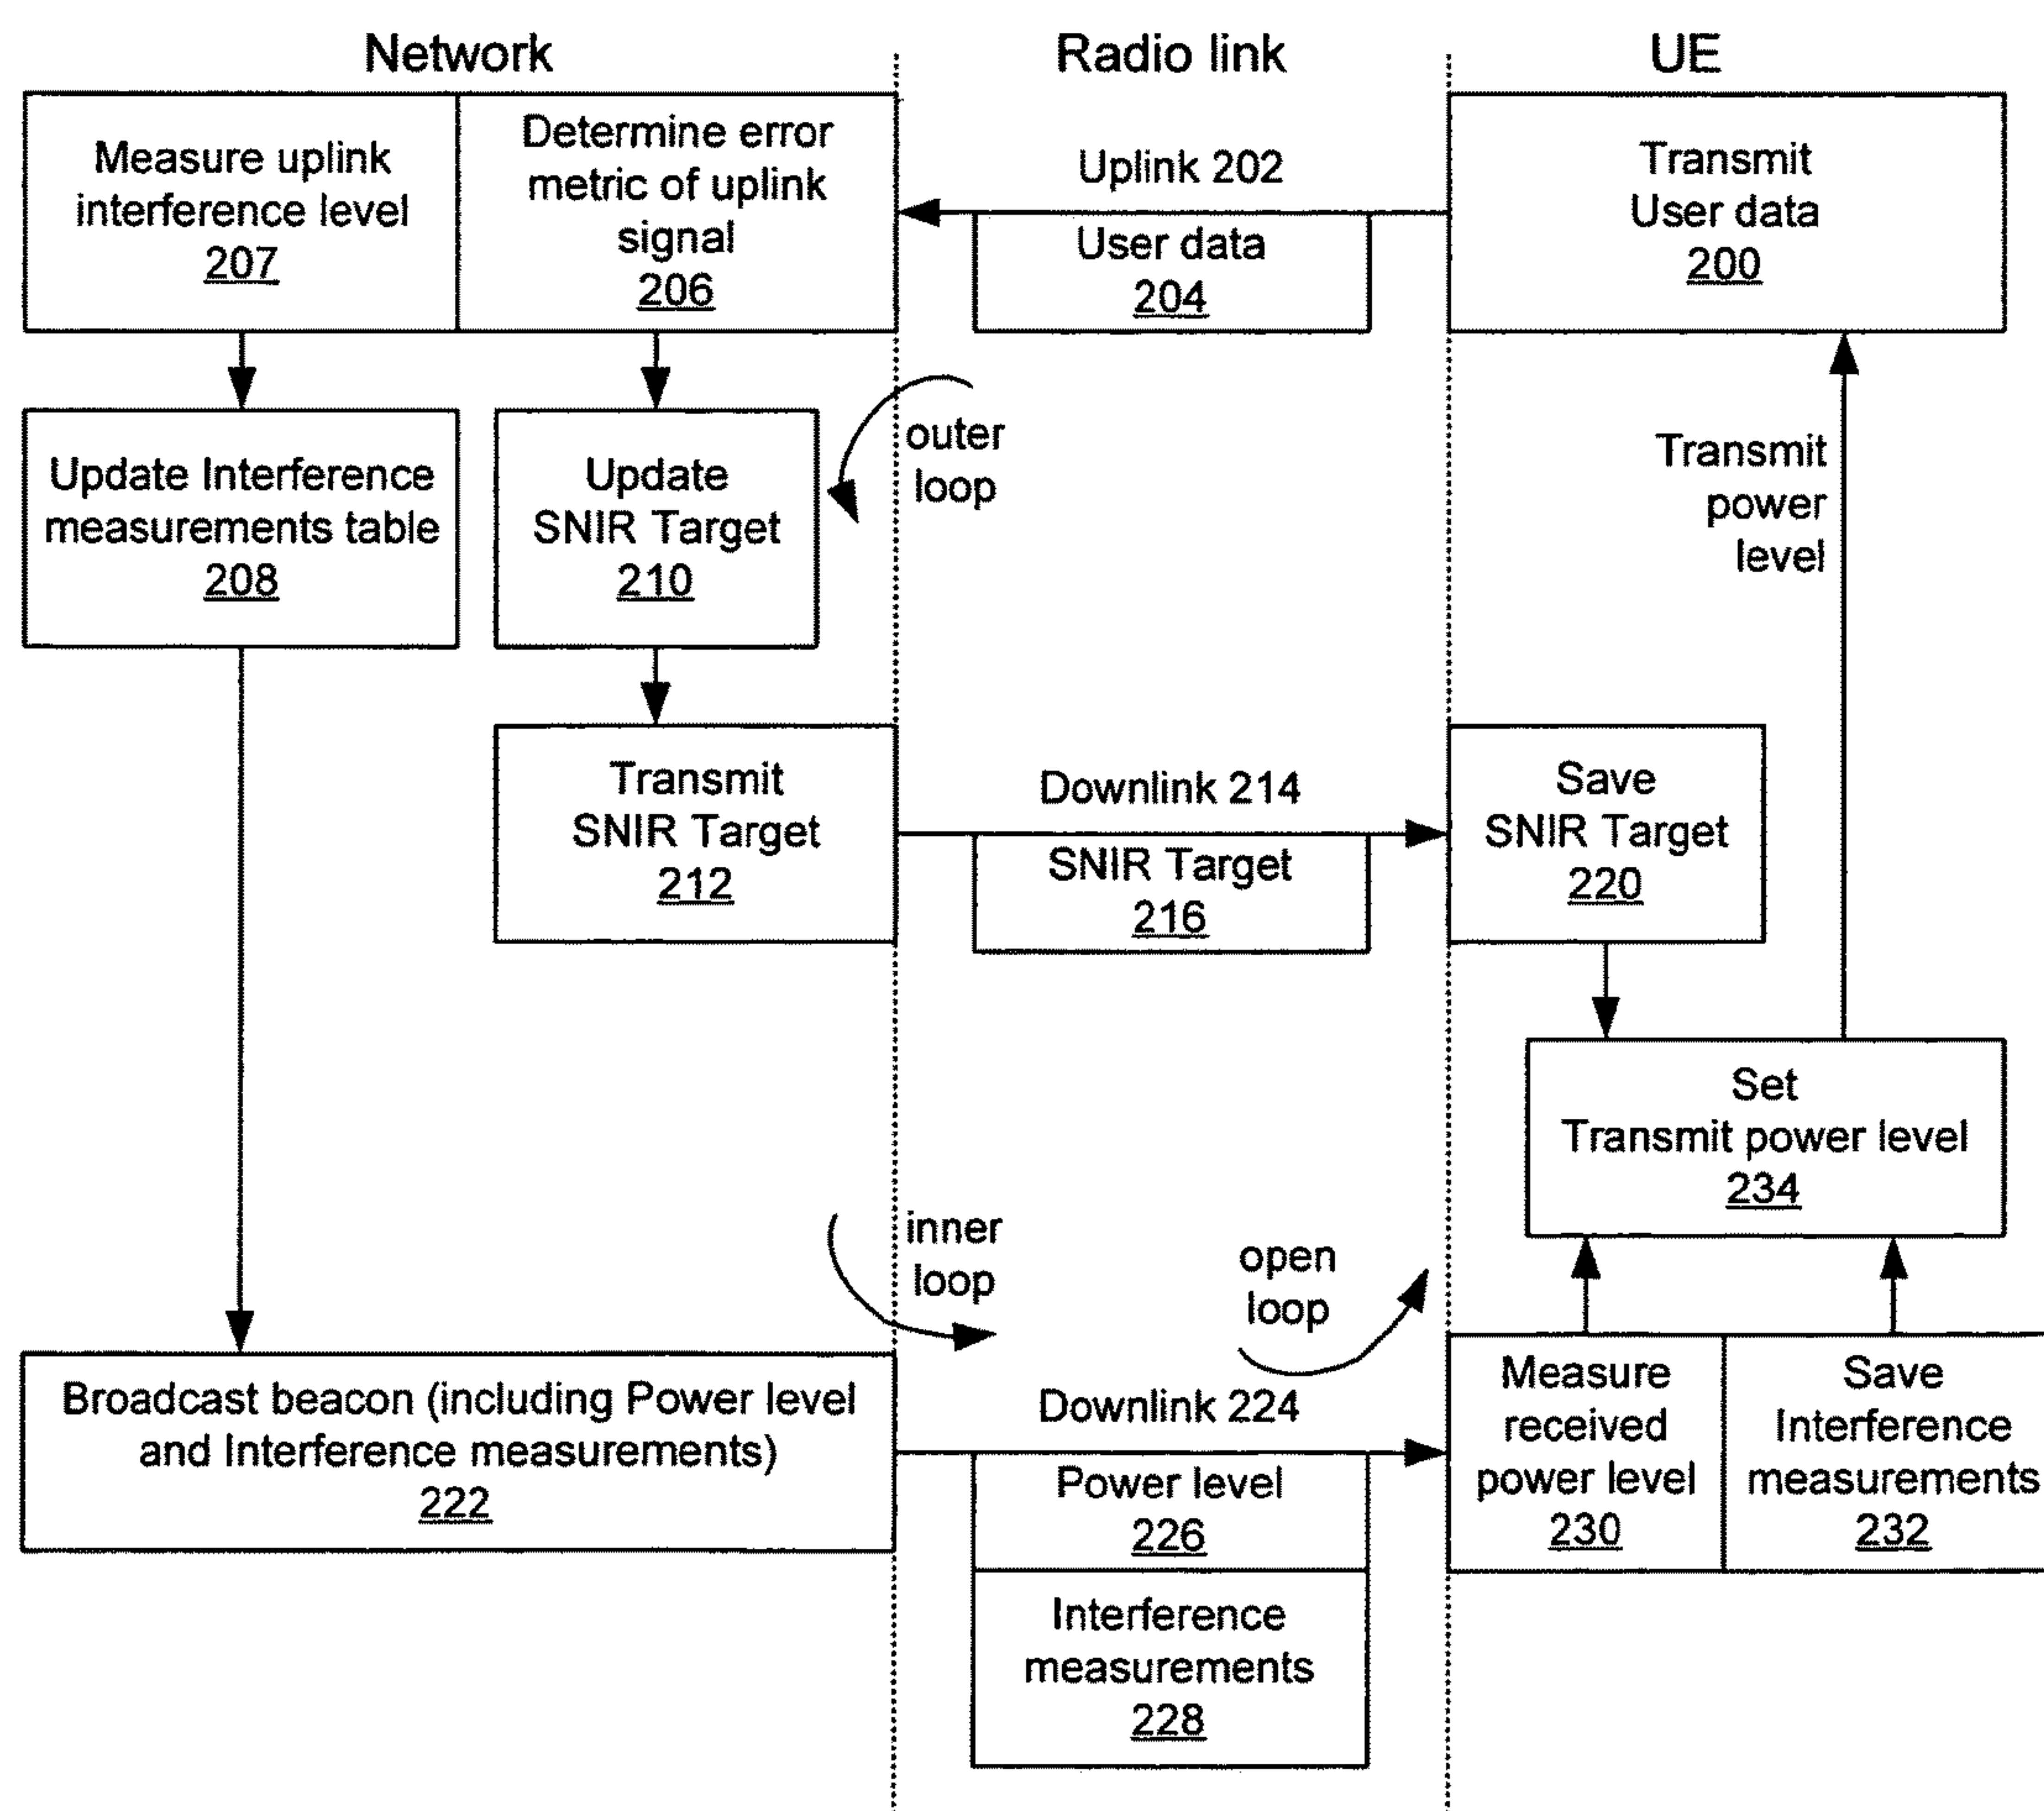 Network
Radio link
UE
Measure uplink
interference level
207
Determine error
metric of uplink
signal
206
Uplink 202
User data
204
Transmit
User data
200
Update Interference
measurements table
208
Update
SNIR Target
210
outer
loop
Transmit
power
level
Transmit
SNIR Target
212
Downlink 214
SNIR Target
216
Save
SNIR Target
220
Set
Transmit power level
234
inner
loop
open
loop
Broadcast beacon (including Power level
and Interference measurements)
222
Downlink 224
Power level
226
Interference
measurements
228
Measure
received
power level
230
Save
Interference
measurements
232